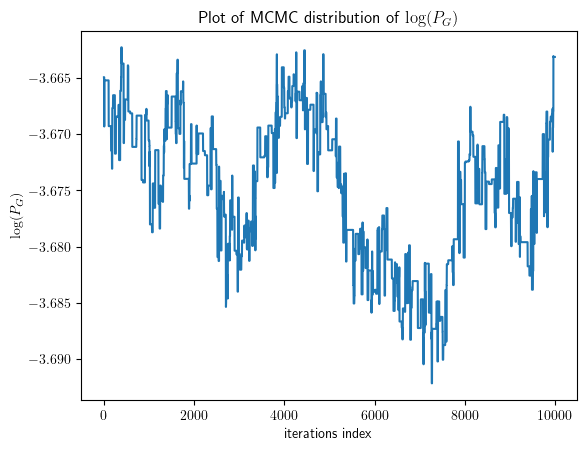 Plot of MCMC distribution of log(P_G)
log(P_G)
−3.665
−3.670
−3.675
−3.680
−3.685
−3.690
0 2000 4000 6000 8000 10000
iterations index